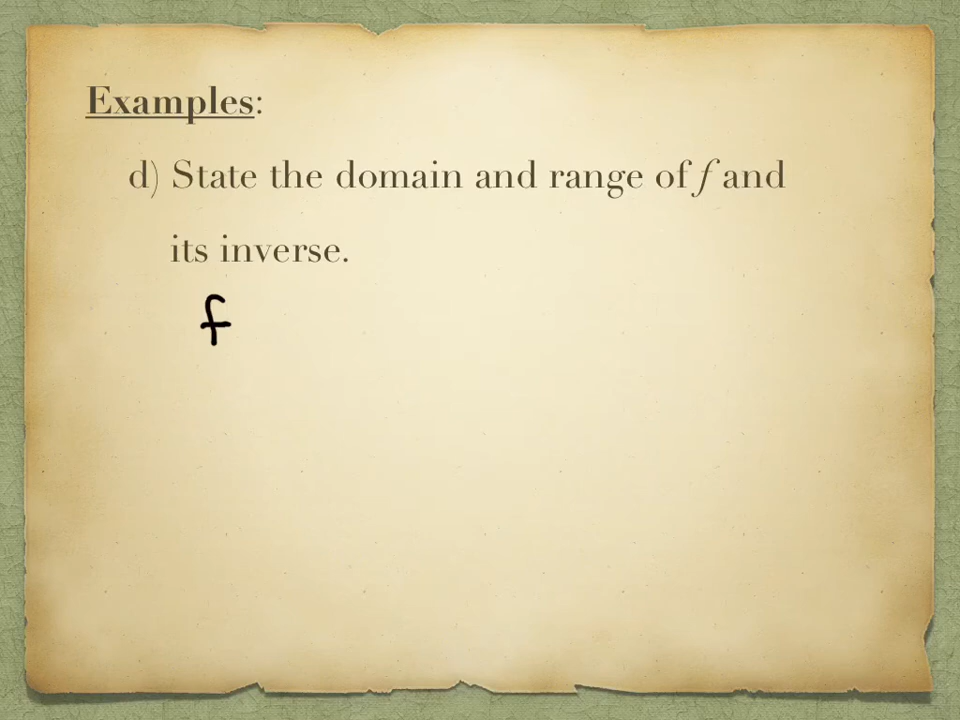 Examples:
d) State the domain and range of f and
its inverse.
f